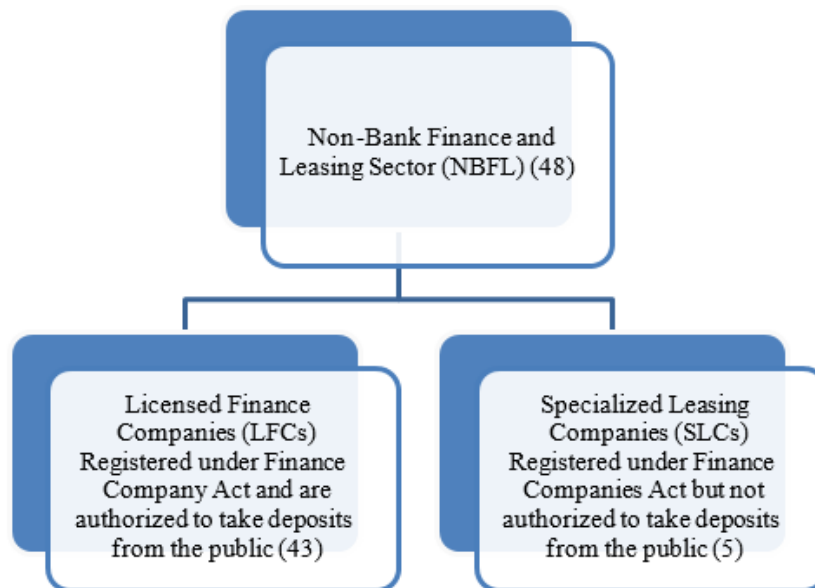 Non-Bank Finance and
Leasing Sector (NBFL) (48)
Licensed Finance
Companies (LFCs)
Registered under Finance
Company Act and are
authorized to take deposits
from the public (43)
Specialized Leasing
Companies (SLCs)
Registered under Finance
Companies Act but not
authorized to take deposits
from the public (5)